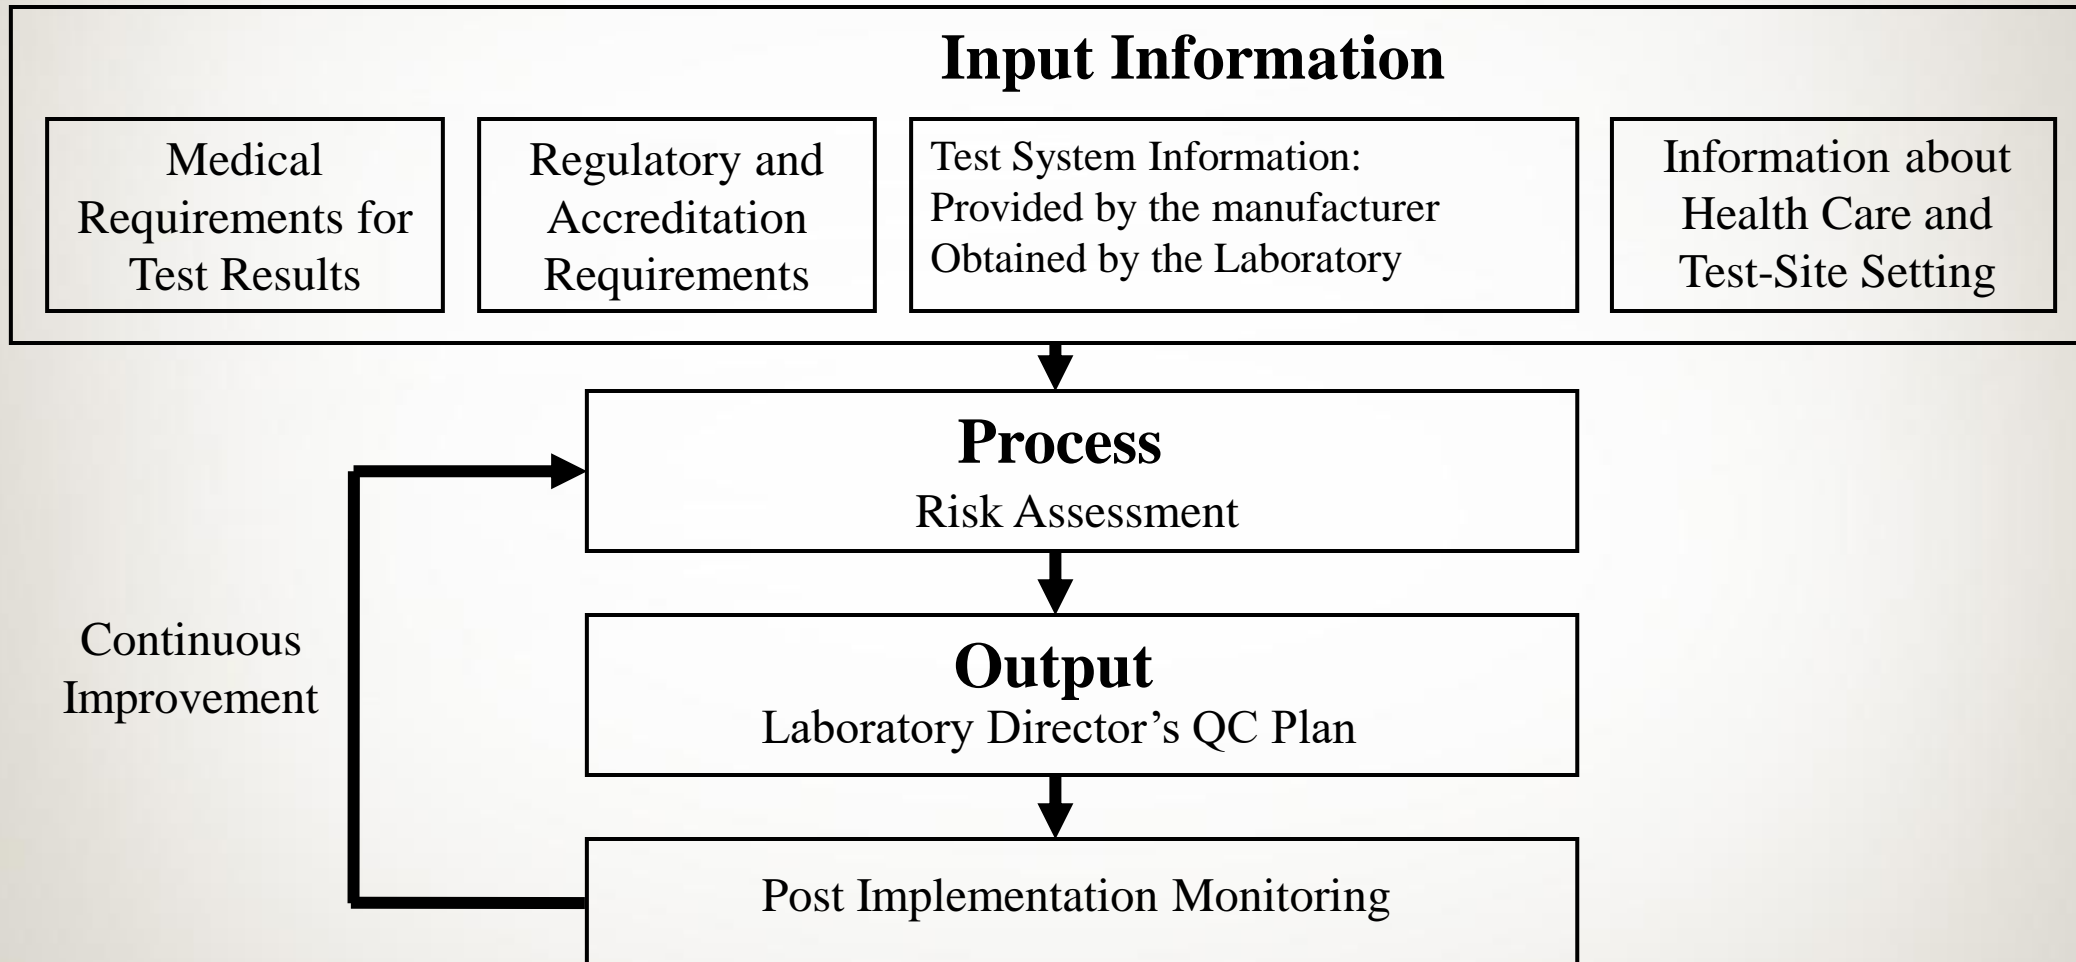 Input Information
Medical
Requirements for
Test Results
Regulatory and
Accreditation
Requirements
Test System Information:
Provided by the manufacturer
Obtained by the Laboratory
Information about
Health Care and
Test-Site Setting
Process
Risk Assessment
Continuous
Improvement
Output
Laboratory Director’s QC Plan
Post Implementation Monitoring